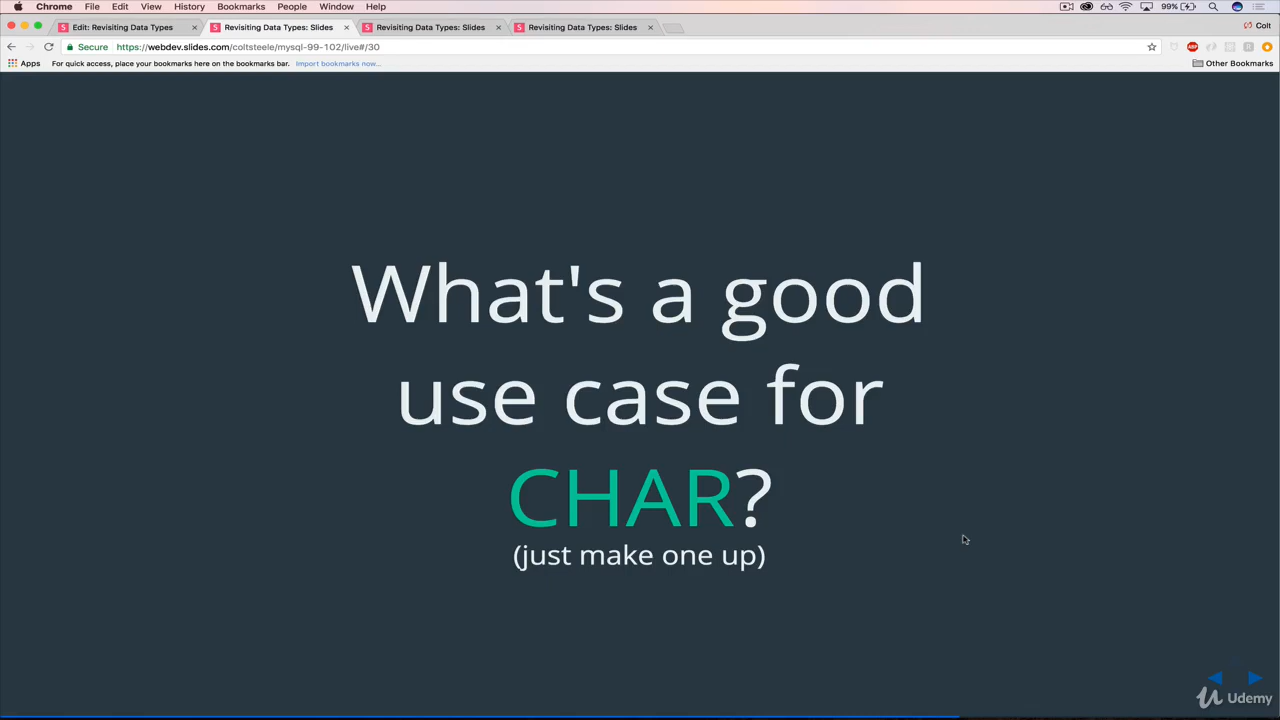 Chrome File Edit View History Bookmarks People Window Help 99%
Edit: Revisiting Data Types Revisiting Data Types: Slides Revisiting Data Types: Slides Revisiting Data Types: Slides Colt
Secure https://webdev.slides.com/coltsteele/mysql-99-102/live#/30 ABP
Apps For quick access, place your bookmarks here on the bookmarks bar. Import bookmarks now... Other Bookmarks
What's a good
use case for
CHAR?
(just make one up)
Udemy